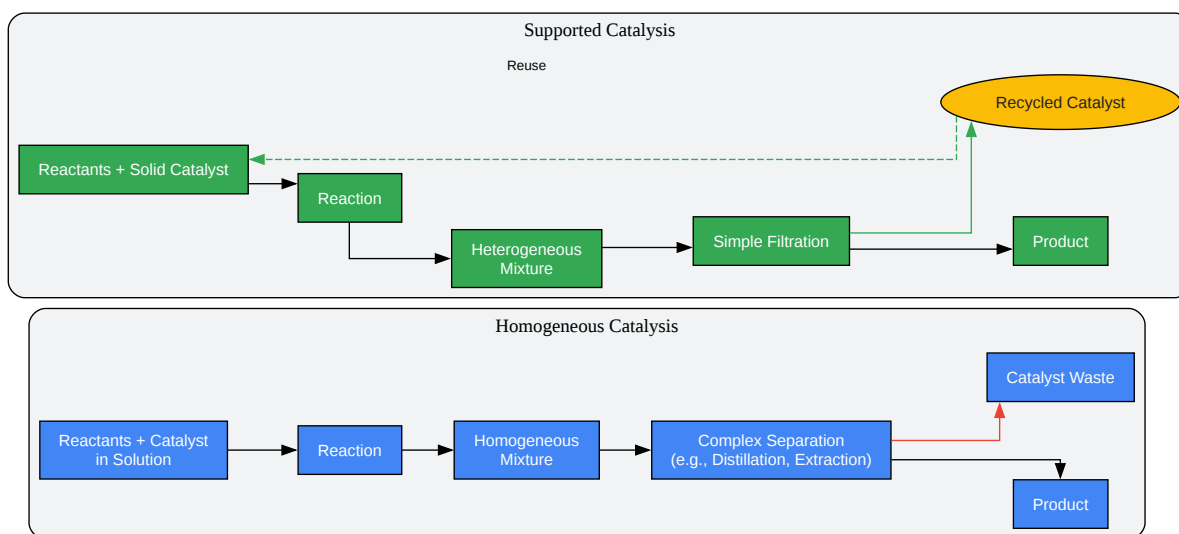 Supported Catalysis
Reuse
Recycled Catalyst
Reactants + Solid Catalyst
Reaction
Heterogeneous
Mixture
Simple Filtration
Product
Homogeneous Catalysis
Catalyst Waste
Reactants + Catalyst
in Solution
Reaction
Homogeneous
Mixture
Complex Separation
(e.g., Distillation, Extraction)
Product